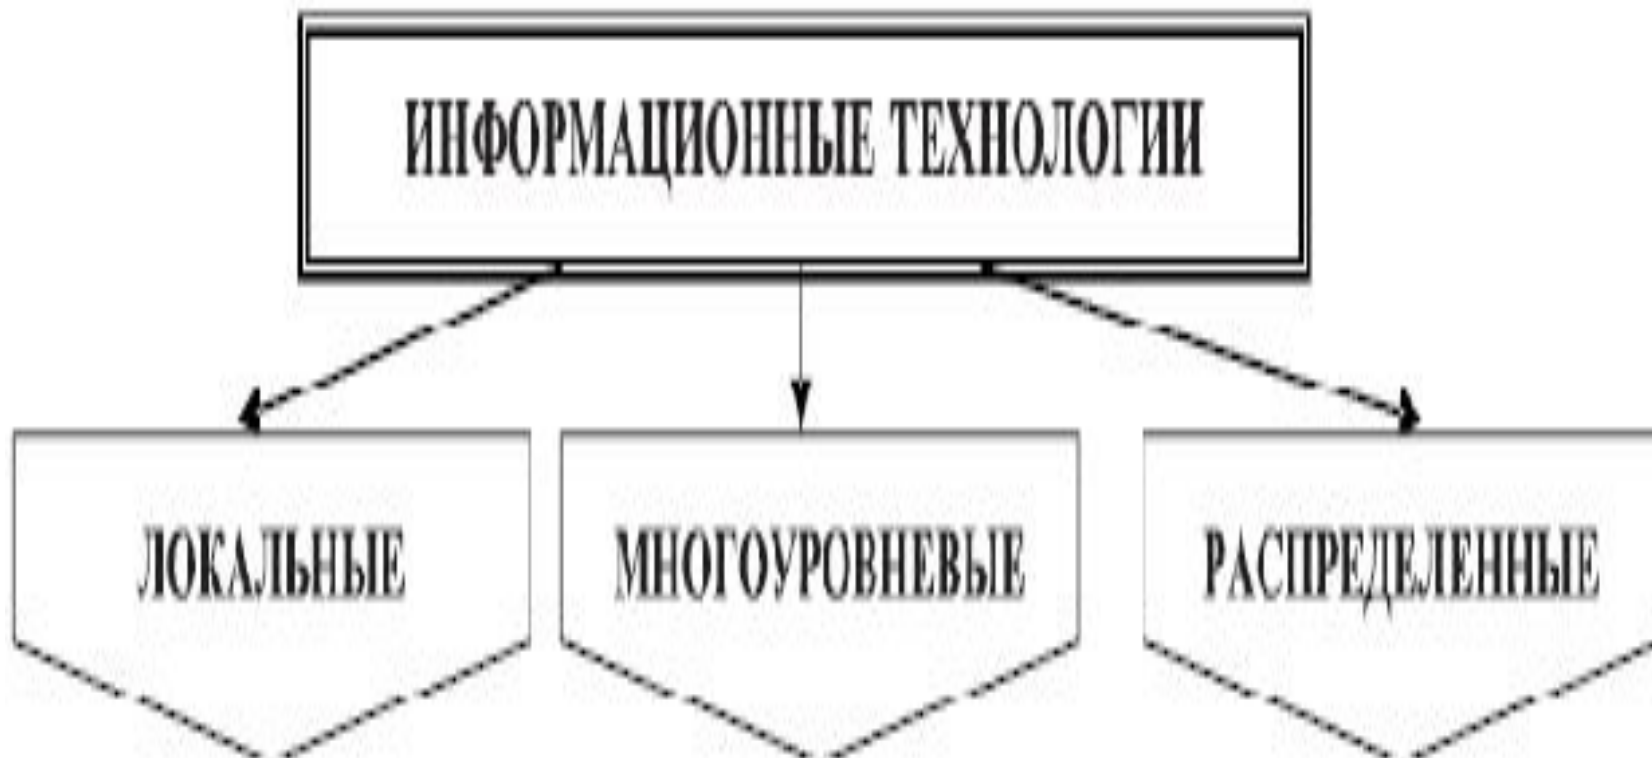 ИНФОРМАЦИОННЫЕ ТЕХНОЛОГИИ
ЛОКАЛЬНЫЕ
МНОГОУРОВНЕВЫЕ
РАСПРЕДЕЛЕННЫЕ